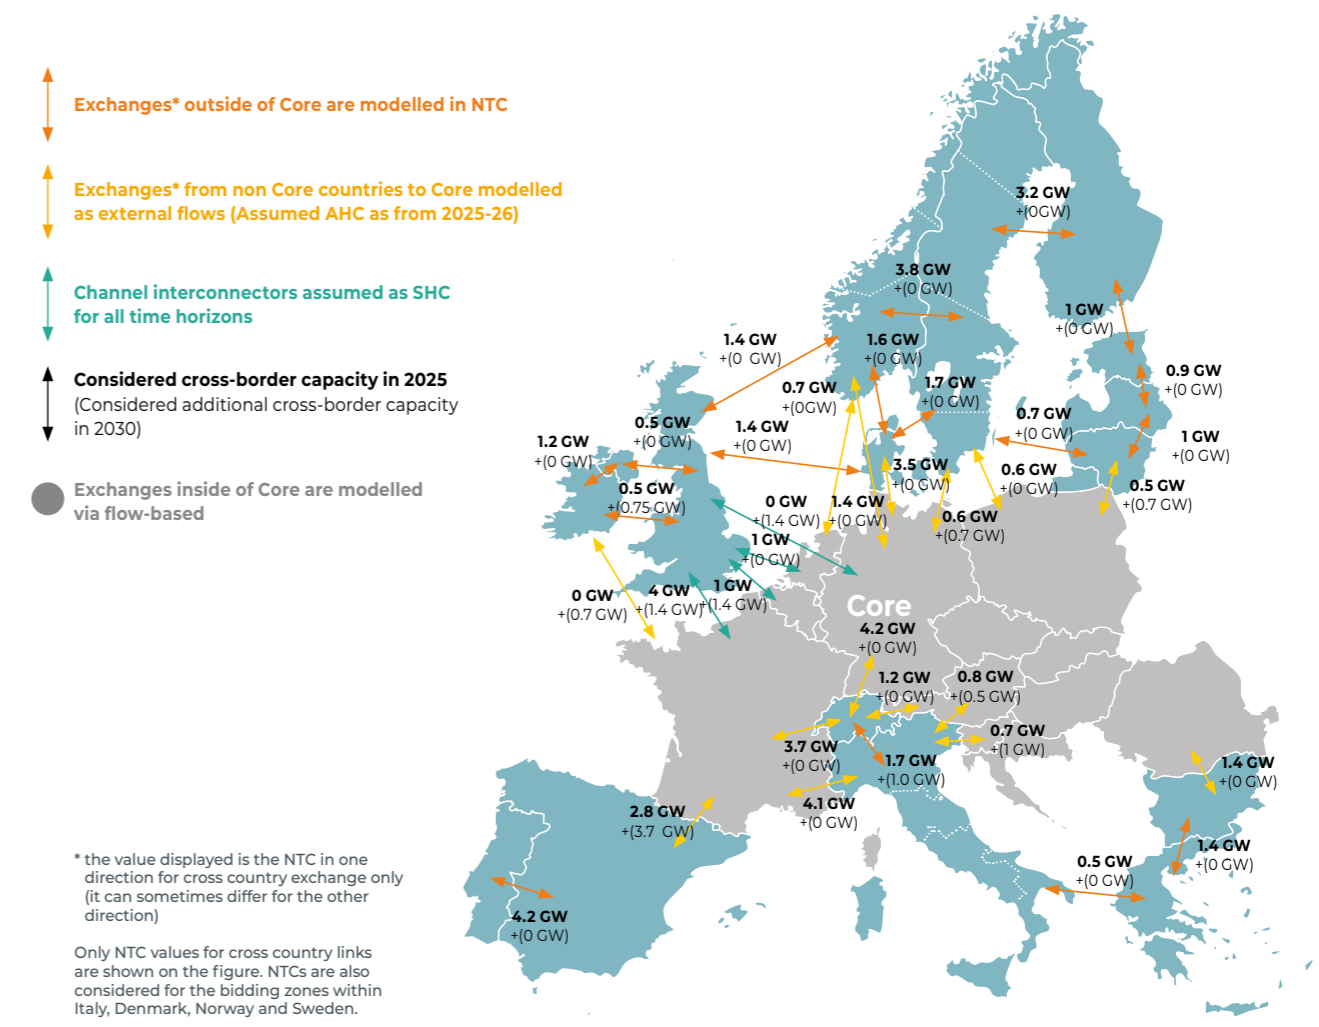 Exchanges* outside of Core are modelled in NTC
Exchanges* from non Core countries to Core modelled
as external flows (Assumed AHC as from 2025-26)
Channel interconnectors assumed as SHC
for all time horizons
Considered cross-border capacity in 2025
(Considered additional cross-border capacity
in 2030)
Exchanges inside of Core are modelled
via flow-based
* the value displayed is the NTC in one
direction for cross country exchange only
(it can sometimes differ for the other
direction)
Only NTC values for cross country links
are shown on the figure. NTCs are also
considered for the bidding zones within
Italy, Denmark, Norway and Sweden.
3.2 GW
+(0GW)
3.8 GW
+(0 GW)
1 GW
+(0 GW)
1.4 GW
+(0 GW)
1.6 GW
+(0 GW)
0.9 GW
+(0 GW)
0.7 GW
+(0GW)
1.7 GW
+(0 GW)
0.7 GW
+(0 GW)
0.5 GW
+(0 GW)
1.4 GW
+(0 GW)
1.2 GW
+(0 GW)
1 GW
+(0 GW)
3.5 GW
+(0 GW)
0.6 GW
+(0 GW)
0.5 GW
+(0.7 GW)
0.5 GW
+(0.75 GW)
0 GW
+(1.4 GW)
1.4 GW
+(0 GW)
0.6 GW
+(0.7 GW)
1 GW
+(0 GW)
0 GW
+(0.7 GW)
4 GW
+(1.4 GW)
1 GW
+(1.4 GW)
Core
4.2 GW
+(0 GW)
1.2 GW
+(0 GW)
0.8 GW
+(0.5 GW)
3.7 GW
+(0 GW)
0.7 GW
+(1 GW)
1.7 GW
+(1.0 GW)
1.4 GW
+(0 GW)
2.8 GW
+(3.7 GW)
4.1 GW
+(0 GW)
1.4 GW
+(0 GW)
0.5 GW
+(0 GW)
4.2 GW
+(0 GW)